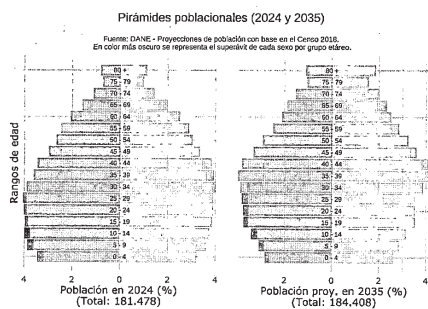 Pirámides poblacionales (2024 y 2035)
Fuente: DANE - Proyecciones de población con base en el Censo 2018.
En color más oscuro se representa el superávit de cada sexo por grupo etáreo.
Rangos de edad
80 +
75 - 79
70 - 74
65 - 69
60 - 64
55 - 59
50 - 54
45 - 49
40 - 44
35 - 39
30 - 34
25 - 29
20 - 24
15 - 19
10 - 14
5 - 9
0 - 4
4 2 0 2 4
Población en 2024 (%)
(Total: 181.478)
80 +
75 - 79
70 - 74
65 - 69
60 - 64
55 - 59
50 - 54
45 - 49
40 - 44
35 - 39
30 - 34
25 - 29
20 - 24
15 - 19
10 - 14
5 - 9
0 - 4
4 2 0 2 4
Población proy. en 2035 (%)
(Total: 184.408)